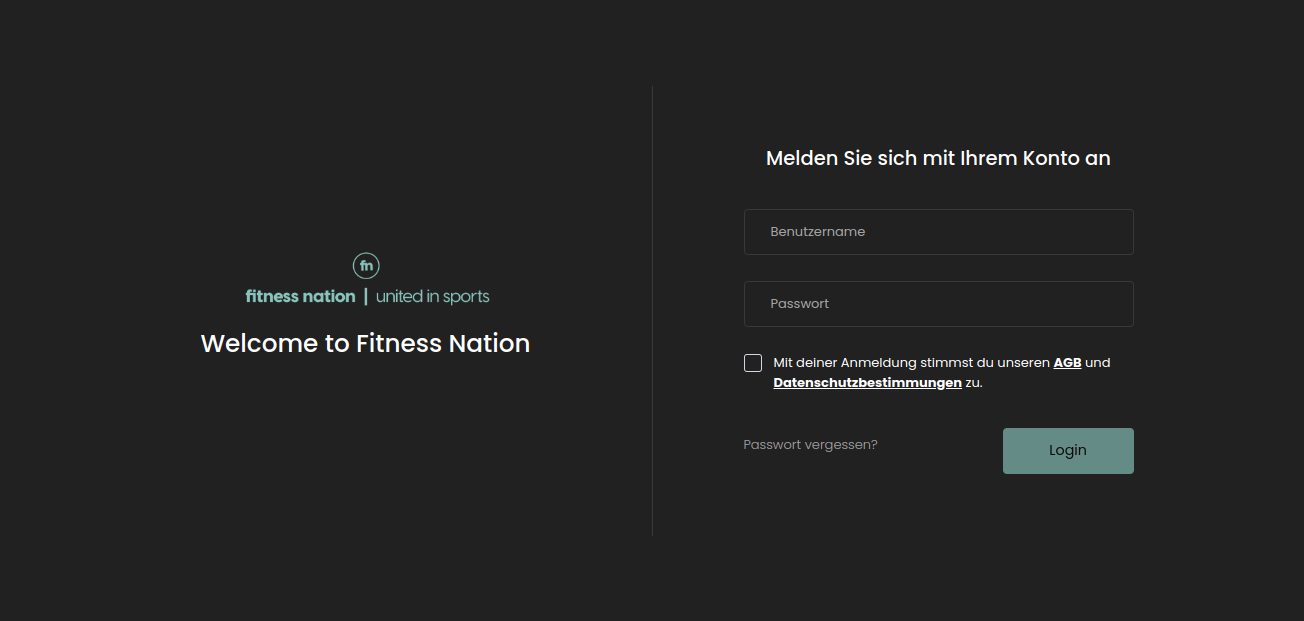 fn
fitness nation | united in sports
Welcome to Fitness Nation
Melden Sie sich mit Ihrem Konto an
Benutzername
Passwort
Mit deiner Anmeldung stimmst du unseren AGB und
Datenschutzbestimmungen zu.
Passwort vergessen?
Login